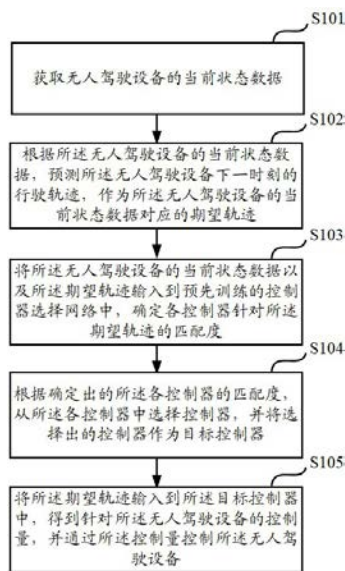 S101
获取无人驾驶设备的当前状态数据
S102
根据所述无人驾驶设备的当前状态数
据，预测所述无人驾驶设备下一时刻的
行驶轨迹，作为所述无人驾驶设备的当
前状态数据对应的期望轨迹
S103
将所述无人驾驶设备的当前状态数据以
及所述期望轨迹输入到预先训练的控制
器选择网络中，确定各控制器针对所述
期望轨迹的匹配度
S104
根据确定出的所述各控制器的匹配度，
从所述各控制器中选择控制器，并将选
择出的控制器作为目标控制器
S105
将所述期望轨迹输入到所述目标控制器
中，得到针对所述无人驾驶设备的控制
量，并通过所述控制量控制所述无人驾
驶设备